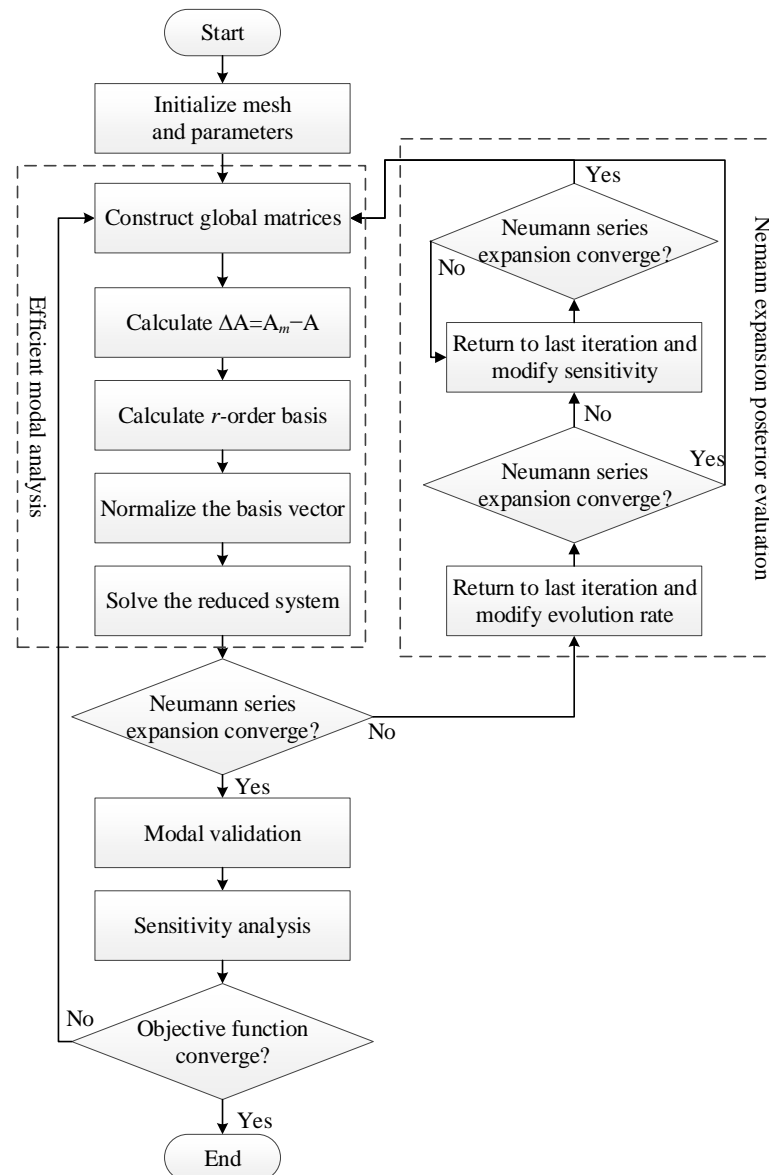 Start
Initialize mesh
and parameters
Efficient modal analysis
Construct global matrices
Calculate ΔA=Aₘ−A
Calculate r-order basis
Normalize the basis vector
Solve the reduced system
Neumann series
expansion converge?
No
Yes
Nemann expansion posterior evaluation
Return to last iteration and
modify evolution rate
Neumann series
expansion converge?
Yes
No
Return to last iteration and
modify sensitivity
Neumann series
expansion converge?
No
Yes
Modal validation
Sensitivity analysis
Objective function
converge?
No
Yes
End